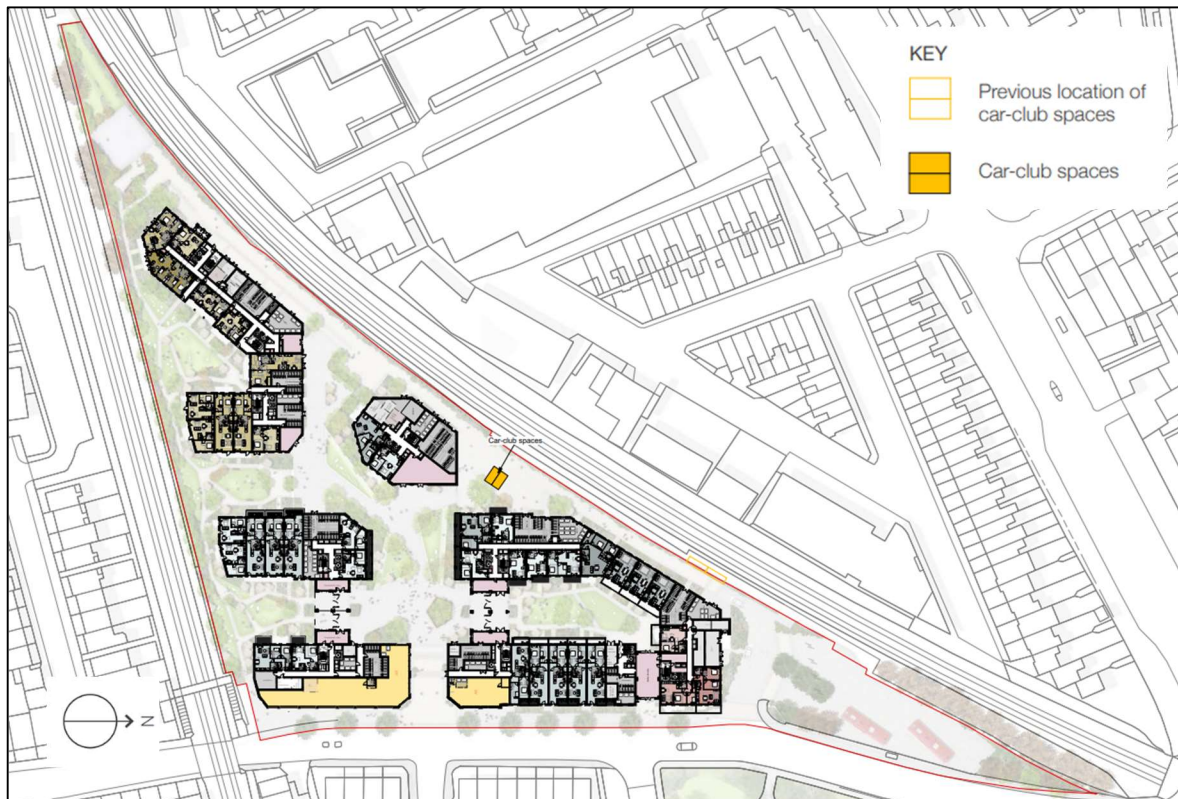 KEY
Previous location of
car-club spaces
Car-club spaces
Car-club spaces
N